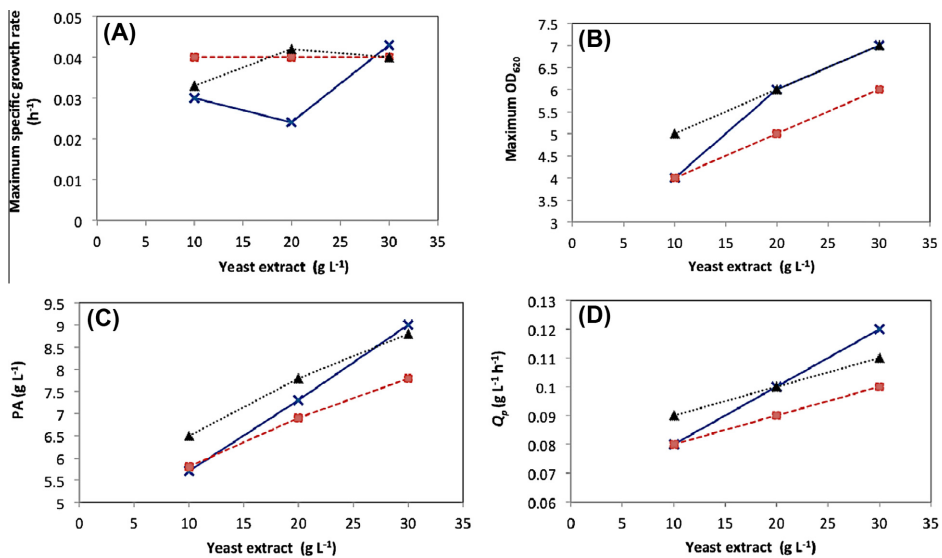 (A)
Maximum specific growth rate
(h-1)
0.05
0.04
0.03
0.02
0.01
0
0 5 10 15 20 25 30 35
Yeast extract (g L-1)
(B)
Maximum OD620
7.5
7
6.5
6
5.5
5
4.5
4
3.5
3
0 5 10 15 20 25 30 35
Yeast extract (g L-1)
(C)
PA (g L-1)
9.5
9
8.5
8
7.5
7
6.5
6
5.5
5
0 5 10 15 20 25 30 35
Yeast extract (g L-1)
(D)
Qp (g L-1 h-1)
0.13
0.12
0.11
0.1
0.09
0.08
0.07
0.06
0 5 10 15 20 25 30 35
Yeast extract (g L-1)